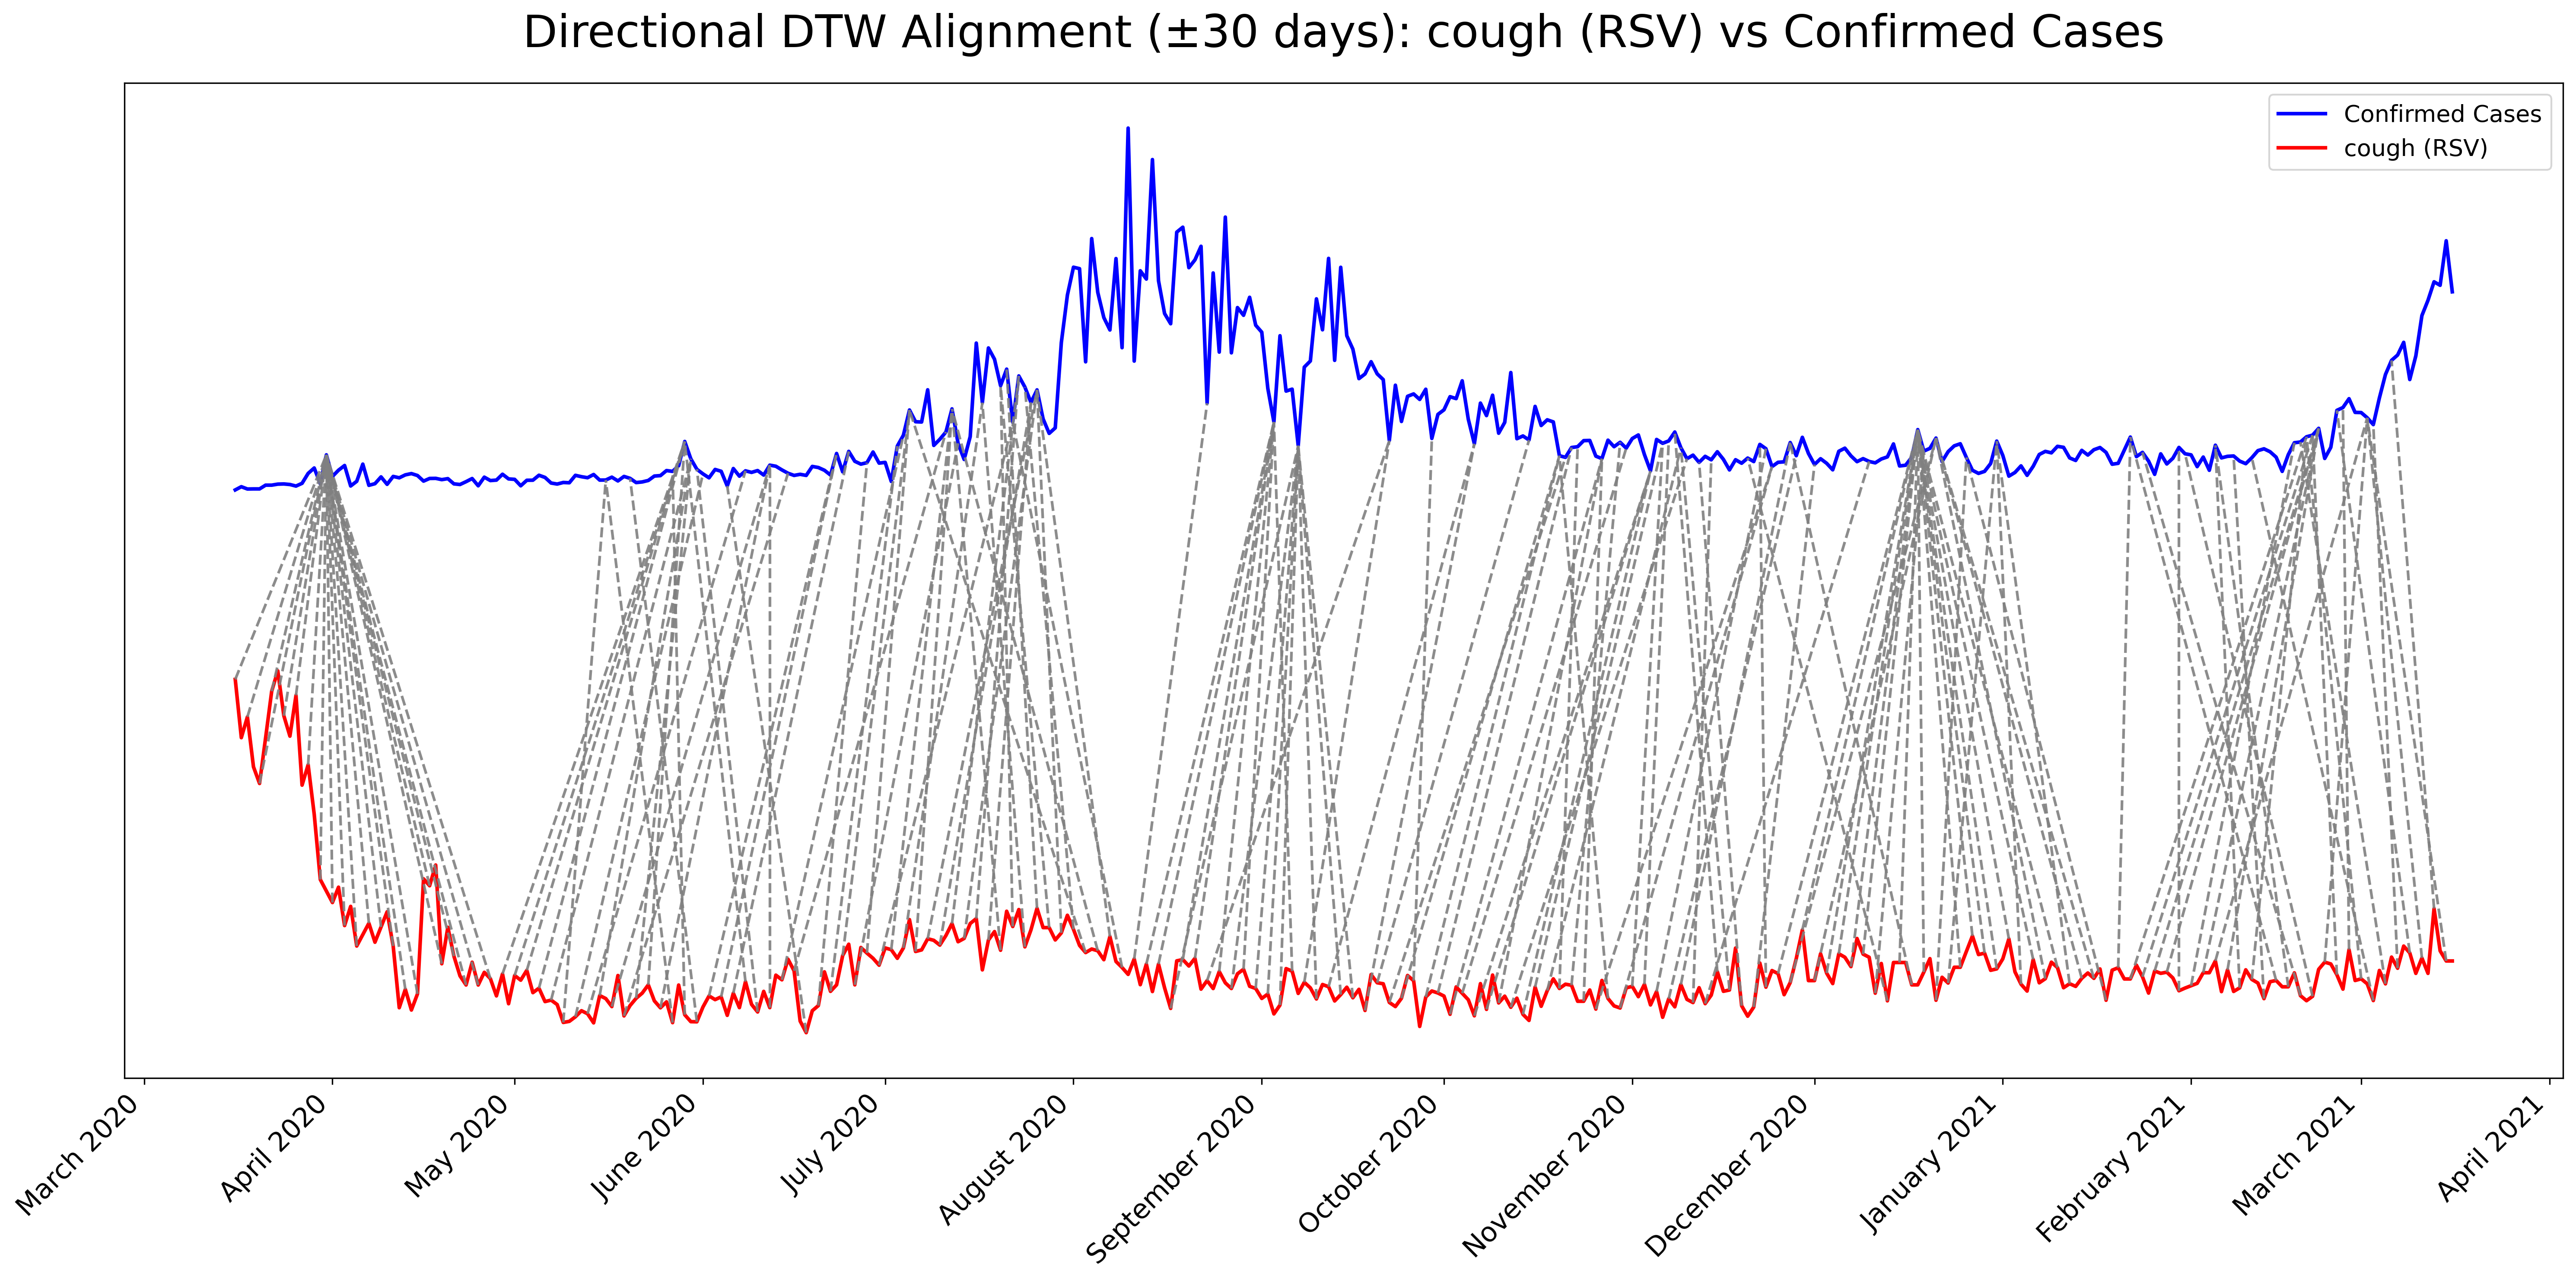 Directional DTW Alignment (±30 days): cough (RSV) vs Confirmed Cases
Confirmed Cases
cough (RSV)
March 2020
April 2020
May 2020
June 2020
July 2020
August 2020
September 2020
October 2020
November 2020
December 2020
January 2021
February 2021
March 2021
April 2021